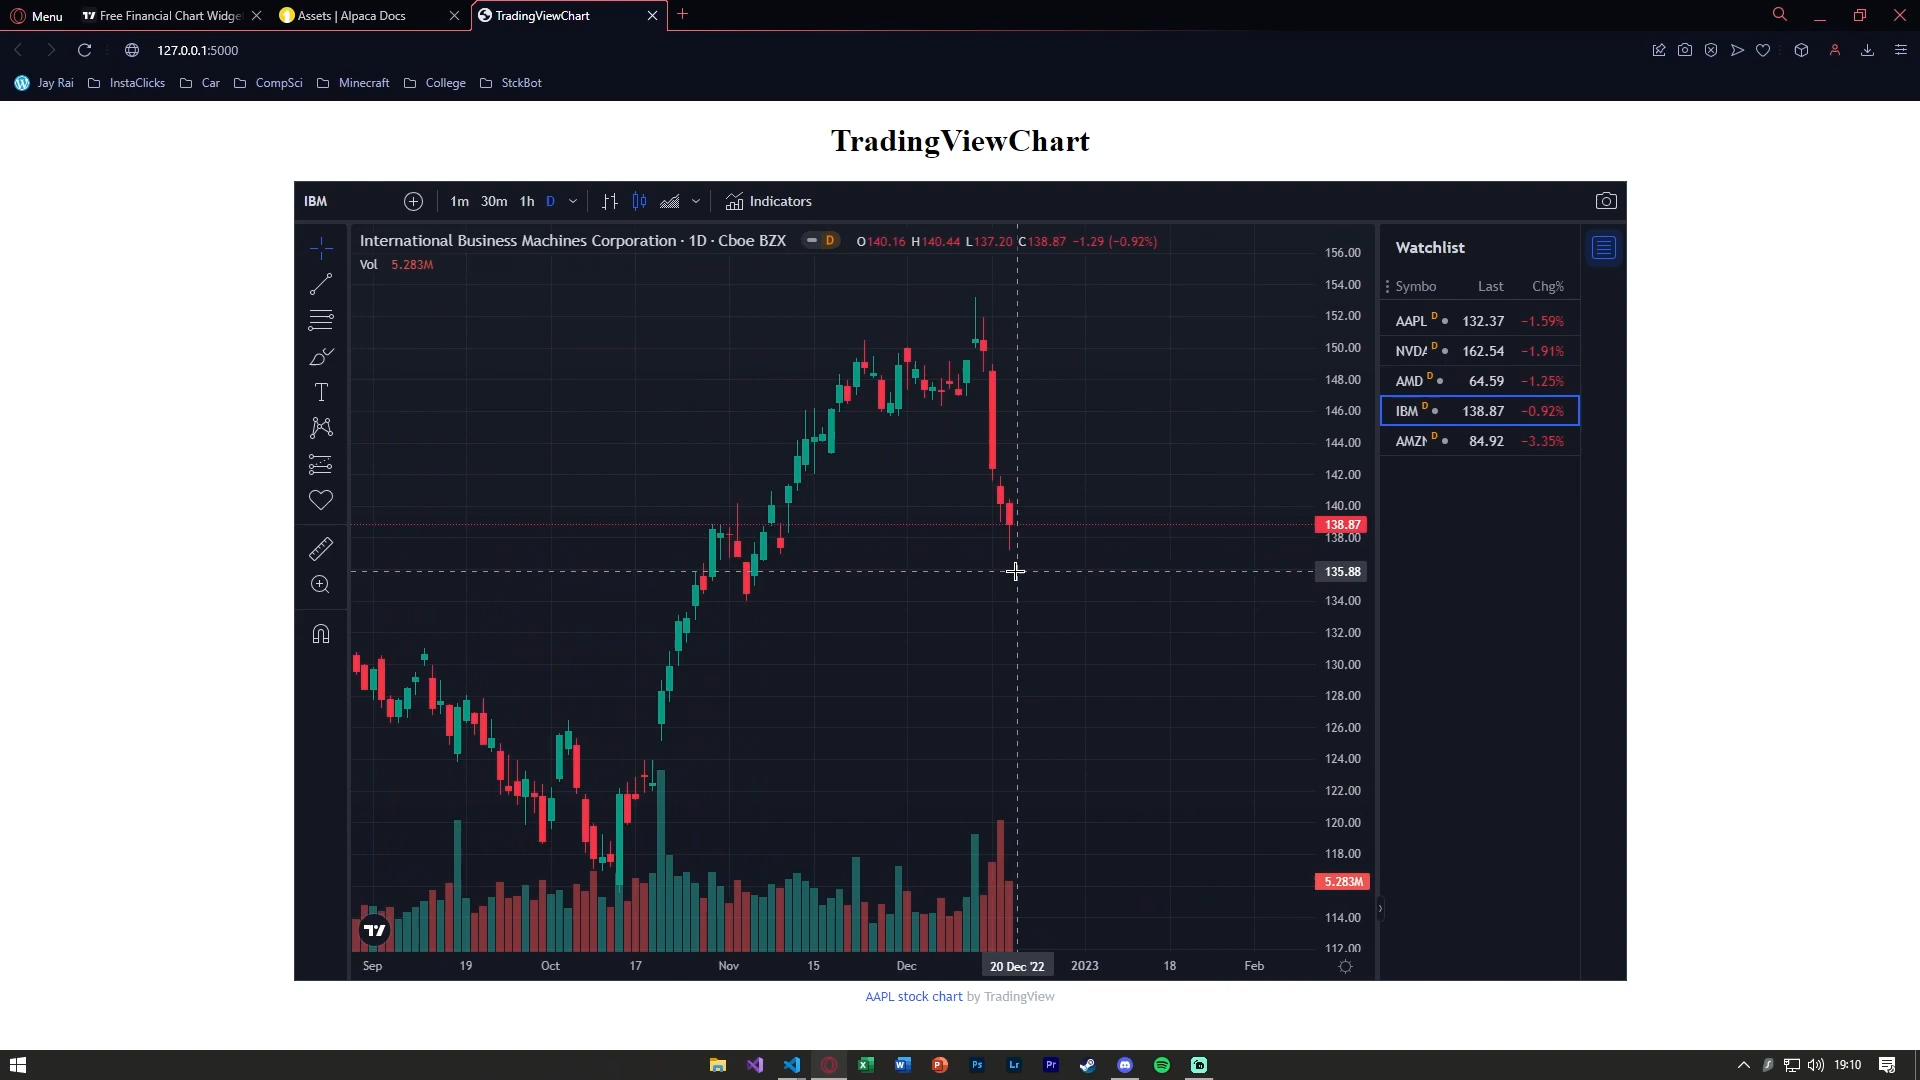 Menu
Free Financial Chart Widge
Assets | Alpaca Docs
TradingViewChart
127.0.0.1:5000
Jay Rai
InstaClicks
Car
CompSci
Minecraft
College
StckBot
TradingViewChart
IBM
1m 30m 1h D
Indicators
International Business Machines Corporation · 1D · Cboe BZX
D
O140.16 H140.44 L137.20 C138.87 −1.29 (−0.92%)
Vol 5.283M
156.00
154.00
152.00
150.00
148.00
146.00
144.00
142.00
140.00
138.87
138.00
135.88
134.00
132.00
130.00
128.00
126.00
124.00
122.00
120.00
118.00
5.283M
114.00
112.00
Sep 19 Oct 17 Nov 15 Dec 20 Dec '22 2023 18 Feb
Watchlist
Symbo Last Chg%
AAPL D 132.37 −1.59%
NVDA D 162.54 −1.91%
AMD D 64.59 −1.25%
IBM D 138.87 −0.92%
AMZN D 84.92 −3.35%
AAPL stock chart by TradingView
Ps
Lr
Pr
19:10